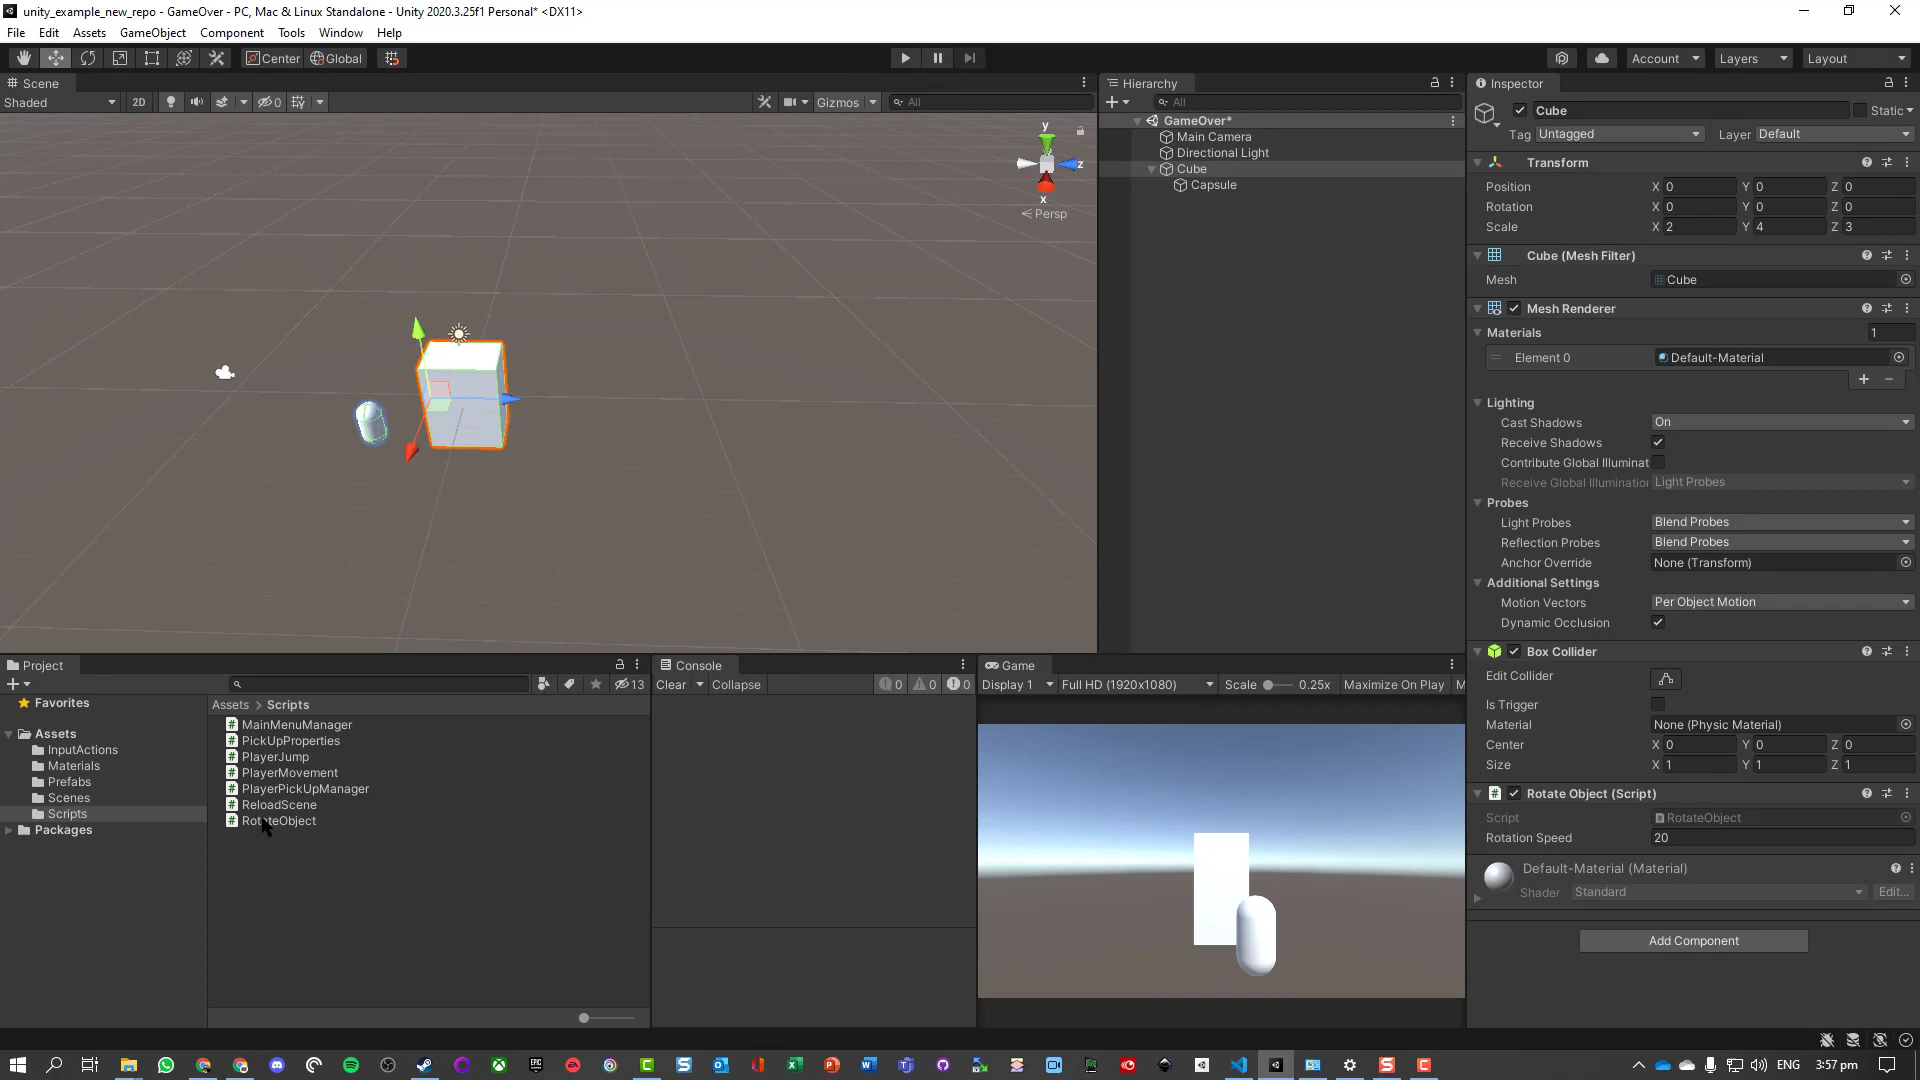 unity_example_new_repo - GameOver - PC, Mac & Linux Standalone - Unity 2020.3.25f1 Personal* <DX11>
File Edit Assets GameObject Component Tools Window Help
Center Global Account Layers Layout
Scene
Shaded 2D 0 Gizmos All
y
z
x
Persp
Hierarchy
All
GameOver*
Main Camera
Directional Light
Cube
Capsule
Inspector
Cube Static
Tag Untagged Layer Default
Transform
Position X 0 Y 0 Z 0
Rotation X 0 Y 0 Z 0
Scale X 2 Y 4 Z 3
Cube (Mesh Filter)
Mesh Cube
Mesh Renderer
Materials 1
Element 0 Default-Material
Lighting
Cast Shadows On
Receive Shadows
Contribute Global Illuminat
Receive Global Illumination Light Probes
Probes
Light Probes Blend Probes
Reflection Probes Blend Probes
Anchor Override None (Transform)
Additional Settings
Motion Vectors Per Object Motion
Dynamic Occlusion
Box Collider
Edit Collider
Is Trigger
Material None (Physic Material)
Center X 0 Y 0 Z 0
Size X 1 Y 1 Z 1
Rotate Object (Script)
Script RotateObject
Rotation Speed 20
Default-Material (Material)
Shader Standard Edit...
Add Component
Project
13
Favorites
Assets
InputActions
Materials
Prefabs
Scenes
Scripts
Packages
Assets > Scripts
MainMenuManager
PickUpProperties
PlayerJump
PlayerMovement
PlayerPickUpManager
ReloadScene
RotateObject
Console
Clear Collapse 0 0 0
Game
Display 1 Full HD (1920x1080) Scale 0.25x Maximize On Play M
ENG 3:57 pm